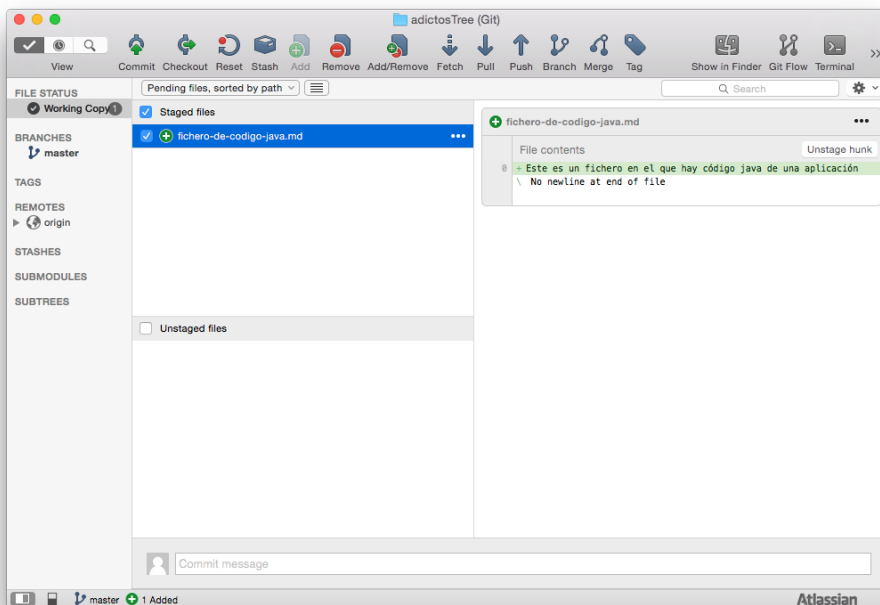 adictosTree (Git)
View Commit Checkout Reset Stash Add Remove Add/Remove Fetch Pull Push Branch Merge Tag Show in Finder Git Flow Terminal
Pending files, sorted by path
Search
FILE STATUS
Working Copy 1
BRANCHES
master
TAGS
REMOTES
origin
STASHES
SUBMODULES
SUBTREES
Staged files
fichero-de-codigo-java.md
Unstaged files
fichero-de-codigo-java.md
File contents Unstage hunk
0 + Este es un fichero en el que hay código java de una aplicación
\ No newline at end of file
Commit message
master 1 Added
Atlassian